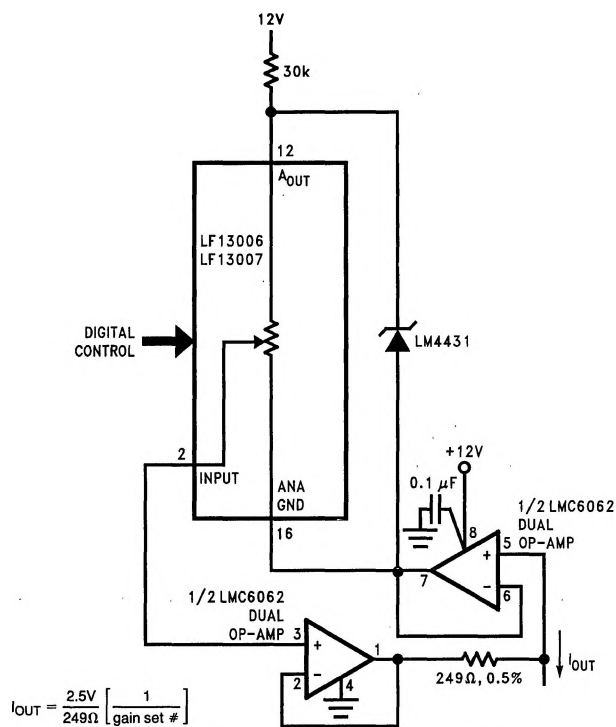 12V
30k
12
A_OUT
LF13006
LF13007
DIGITAL
CONTROL
LM4431
2
INPUT
+12V
0.1 μF
ANA
GND
8
1/2 LMC6062
DUAL
OP-AMP
5
+
16
7
−
6
1/2 LMC6062
DUAL
OP-AMP
3
+
1
−
2
4
249Ω, 0.5%
I_OUT
I_OUT = 2.5V/249Ω [1/gain set #]